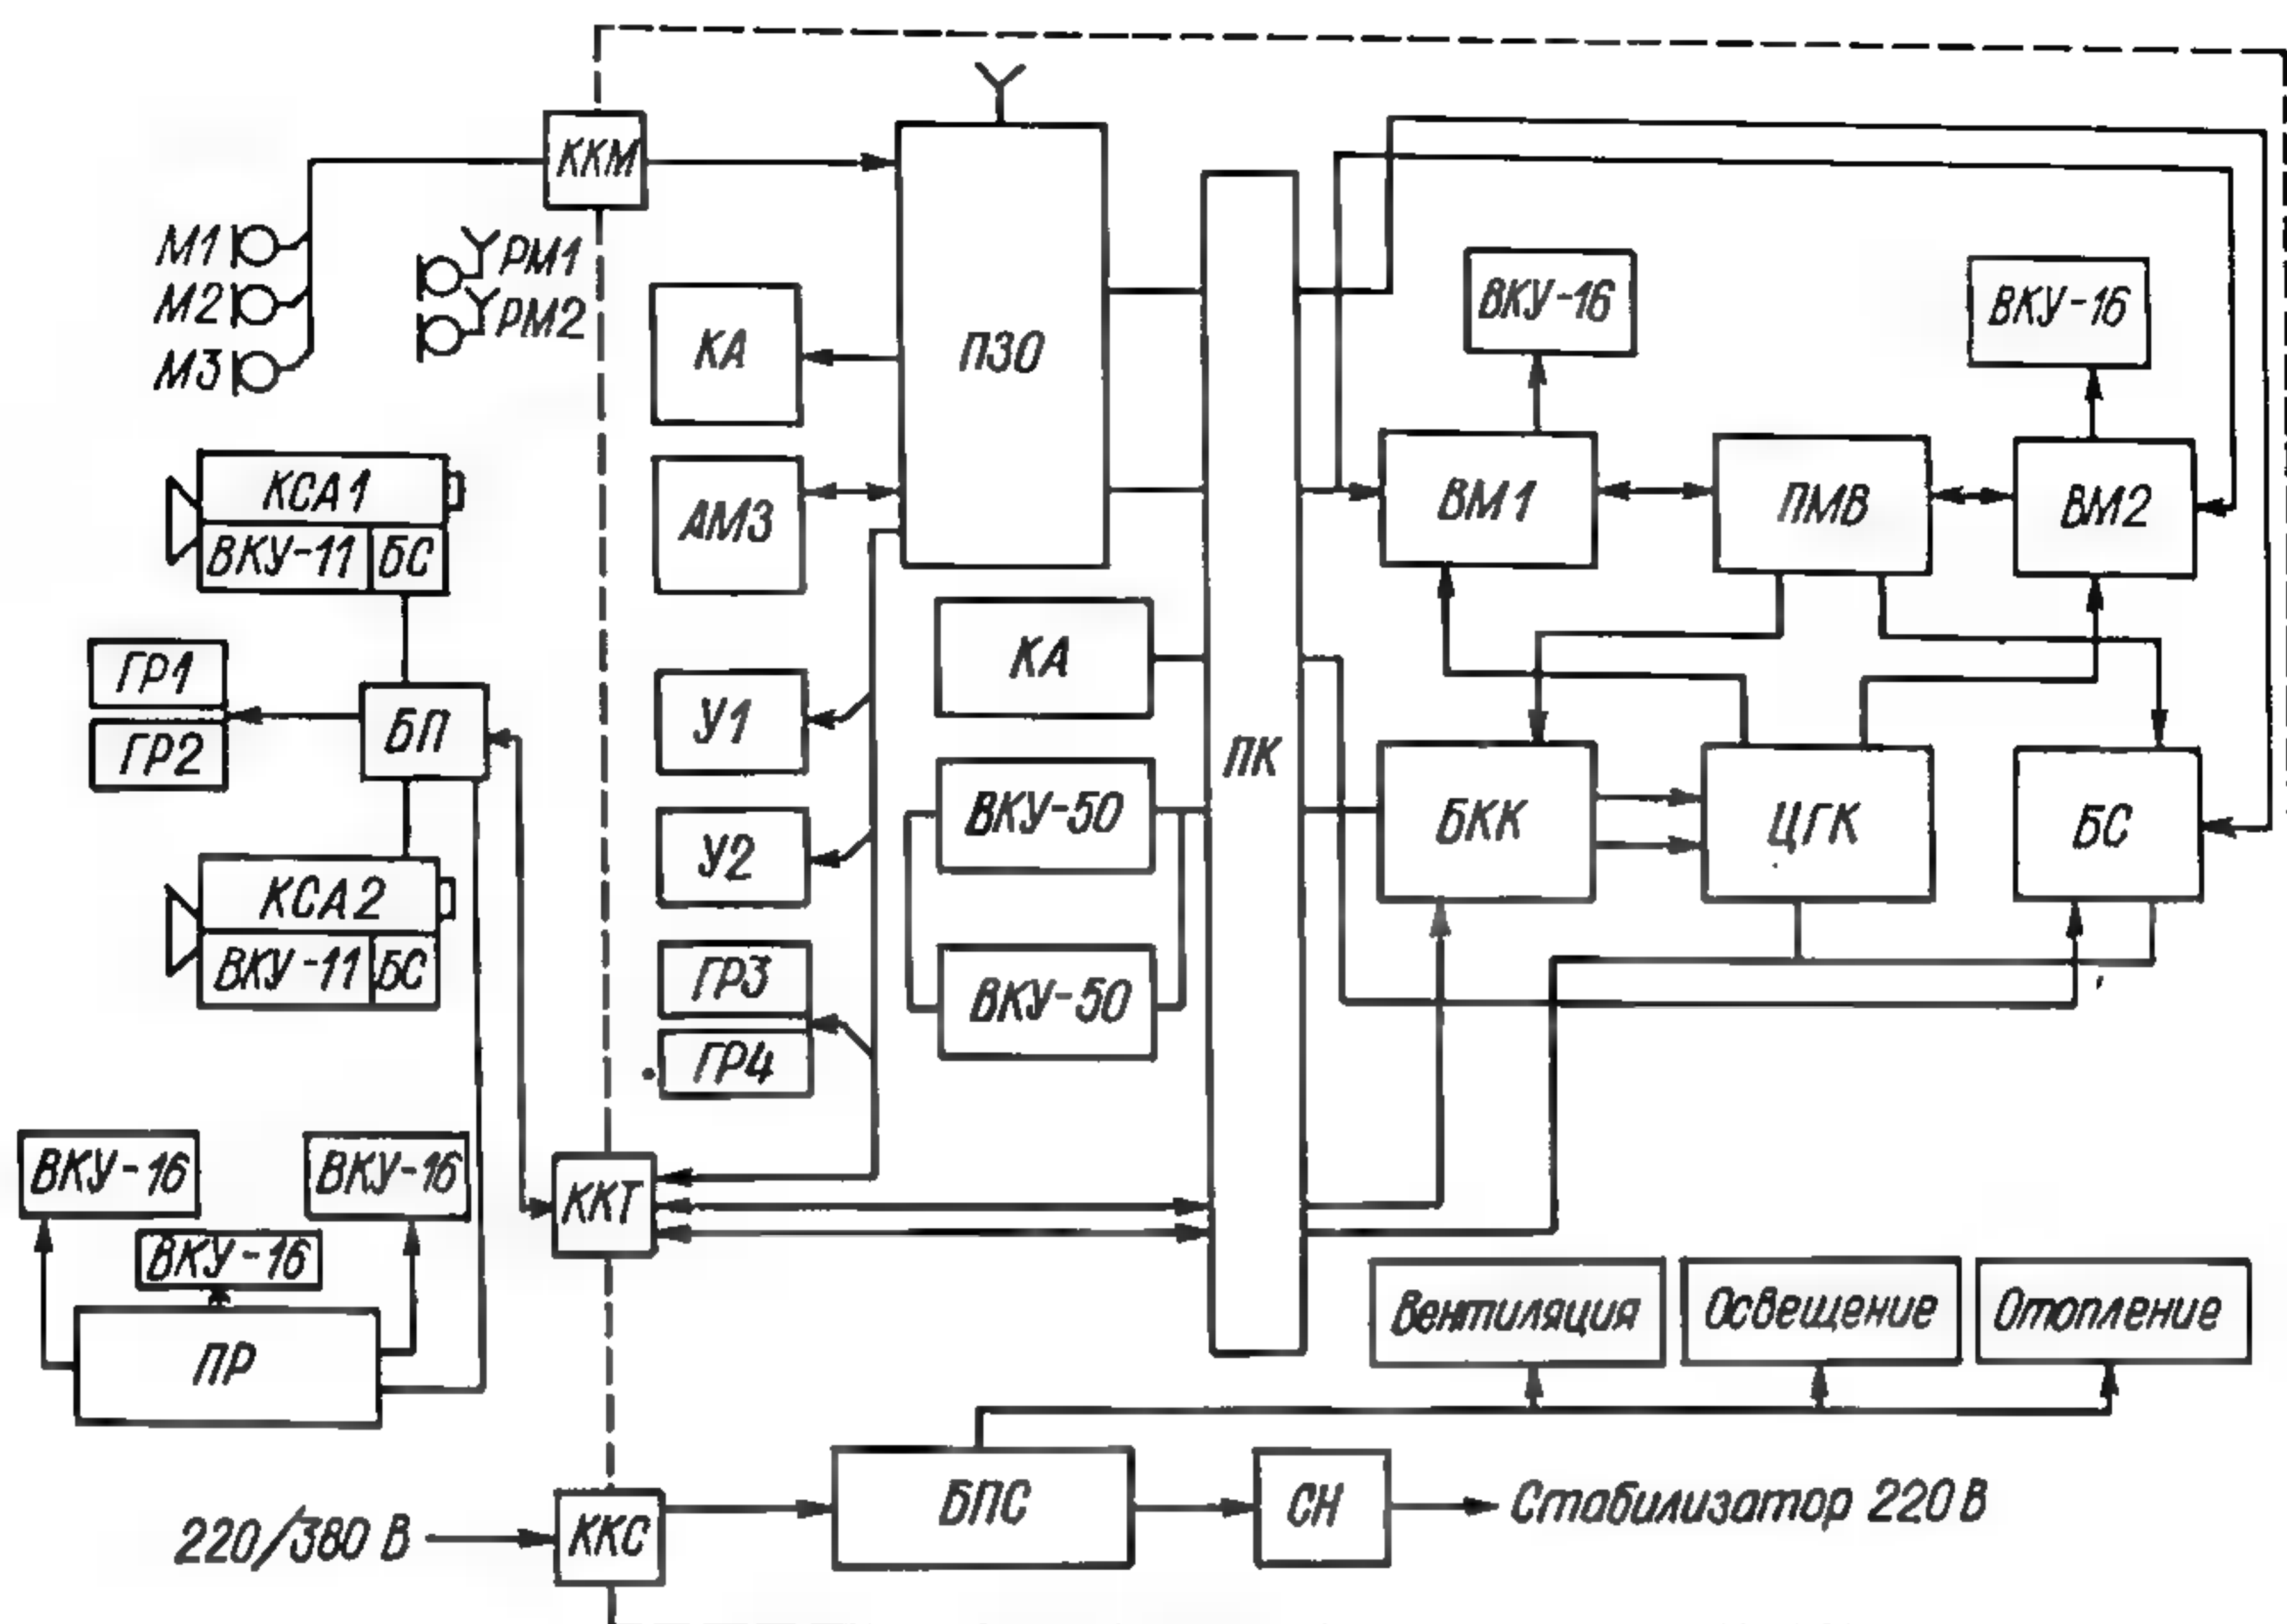 ККМ
М1
М2
М3
РМ1
РМ2
КА
ПЗО
ВКУ-16
ВКУ-16
КСА1
ВКУ-11
БС
АМЗ
ВМ1
ПМВ
ВМ2
ГР1
ГР2
БП
У1
КА
ПК
У2
ВКУ-50
БКК
ЦГК
БС
КСА2
ВКУ-11
БС
ГР3
ГР4
ВКУ-50
ВКУ-16
ВКУ-16
ВКУ-16
ККТ
ПР
Вентиляция
Освещение
Отопление
220/380 В
ККС
БПС
СН
Стабилизатор 220 В